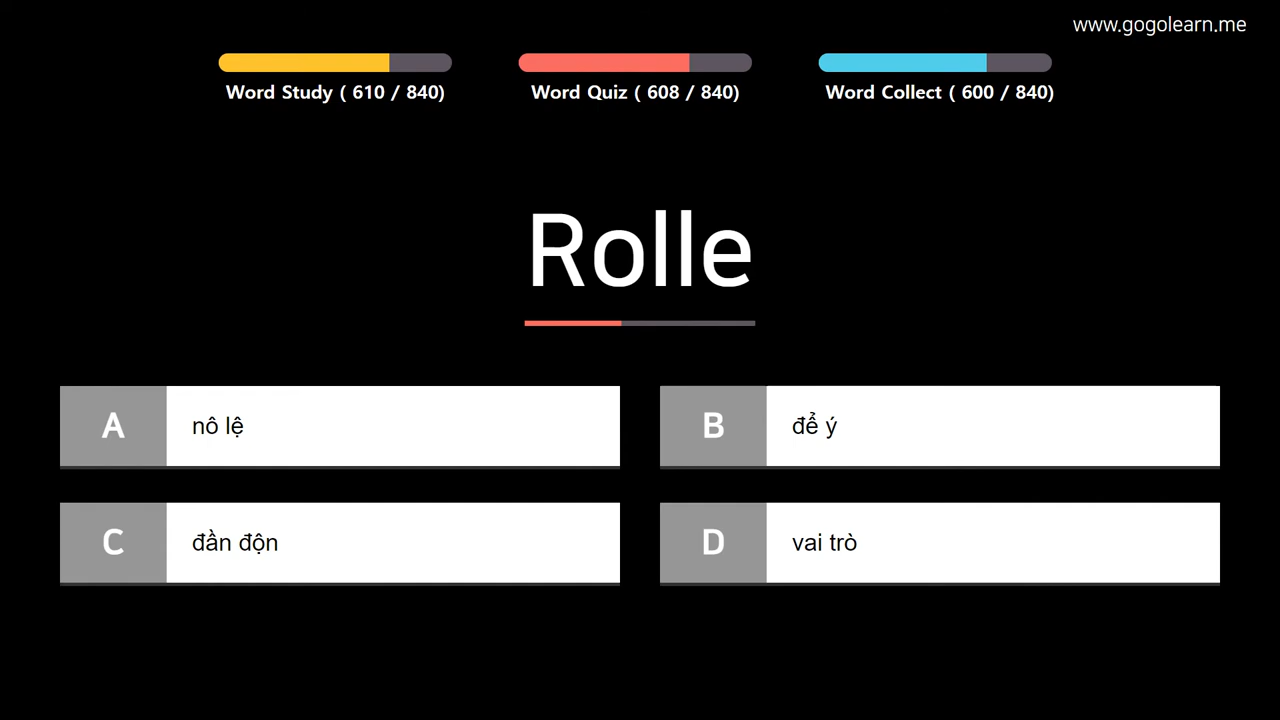 www.gogolearn.me
Word Study ( 610 / 840)
Word Quiz ( 608 / 840)
Word Collect ( 600 / 840)
Rolle
A nô lệ
B để ý
C đần độn
D vai trò